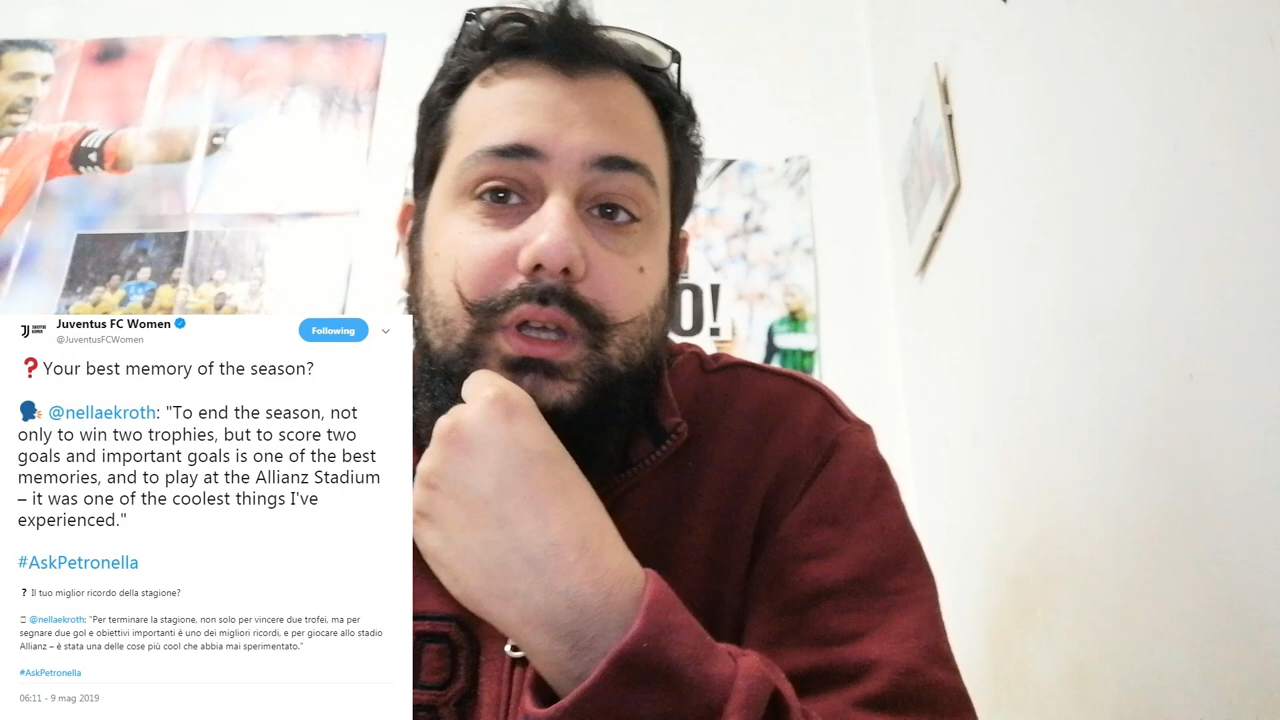 Juventus FC Women
Following
@JuventusFCWomen
❓Your best memory of the season?
🗣 @nellaekroth: "To end the season, not
only to win two trophies, but to score two
goals and important goals is one of the best
memories, and to play at the Allianz Stadium
– it was one of the coolest things I've
experienced."
#AskPetronella
? Il tuo miglior ricordo della stagione?
@nellaekroth: "Per terminare la stagione, non solo per vincere due trofei, ma per
segnare due gol e obiettivi importanti è uno dei migliori ricordi, e per giocare allo stadio
Allianz – è stata una delle cose più cool che abbia mai sperimentato."
#AskPetronella
06:11 - 9 mag 2019
O!